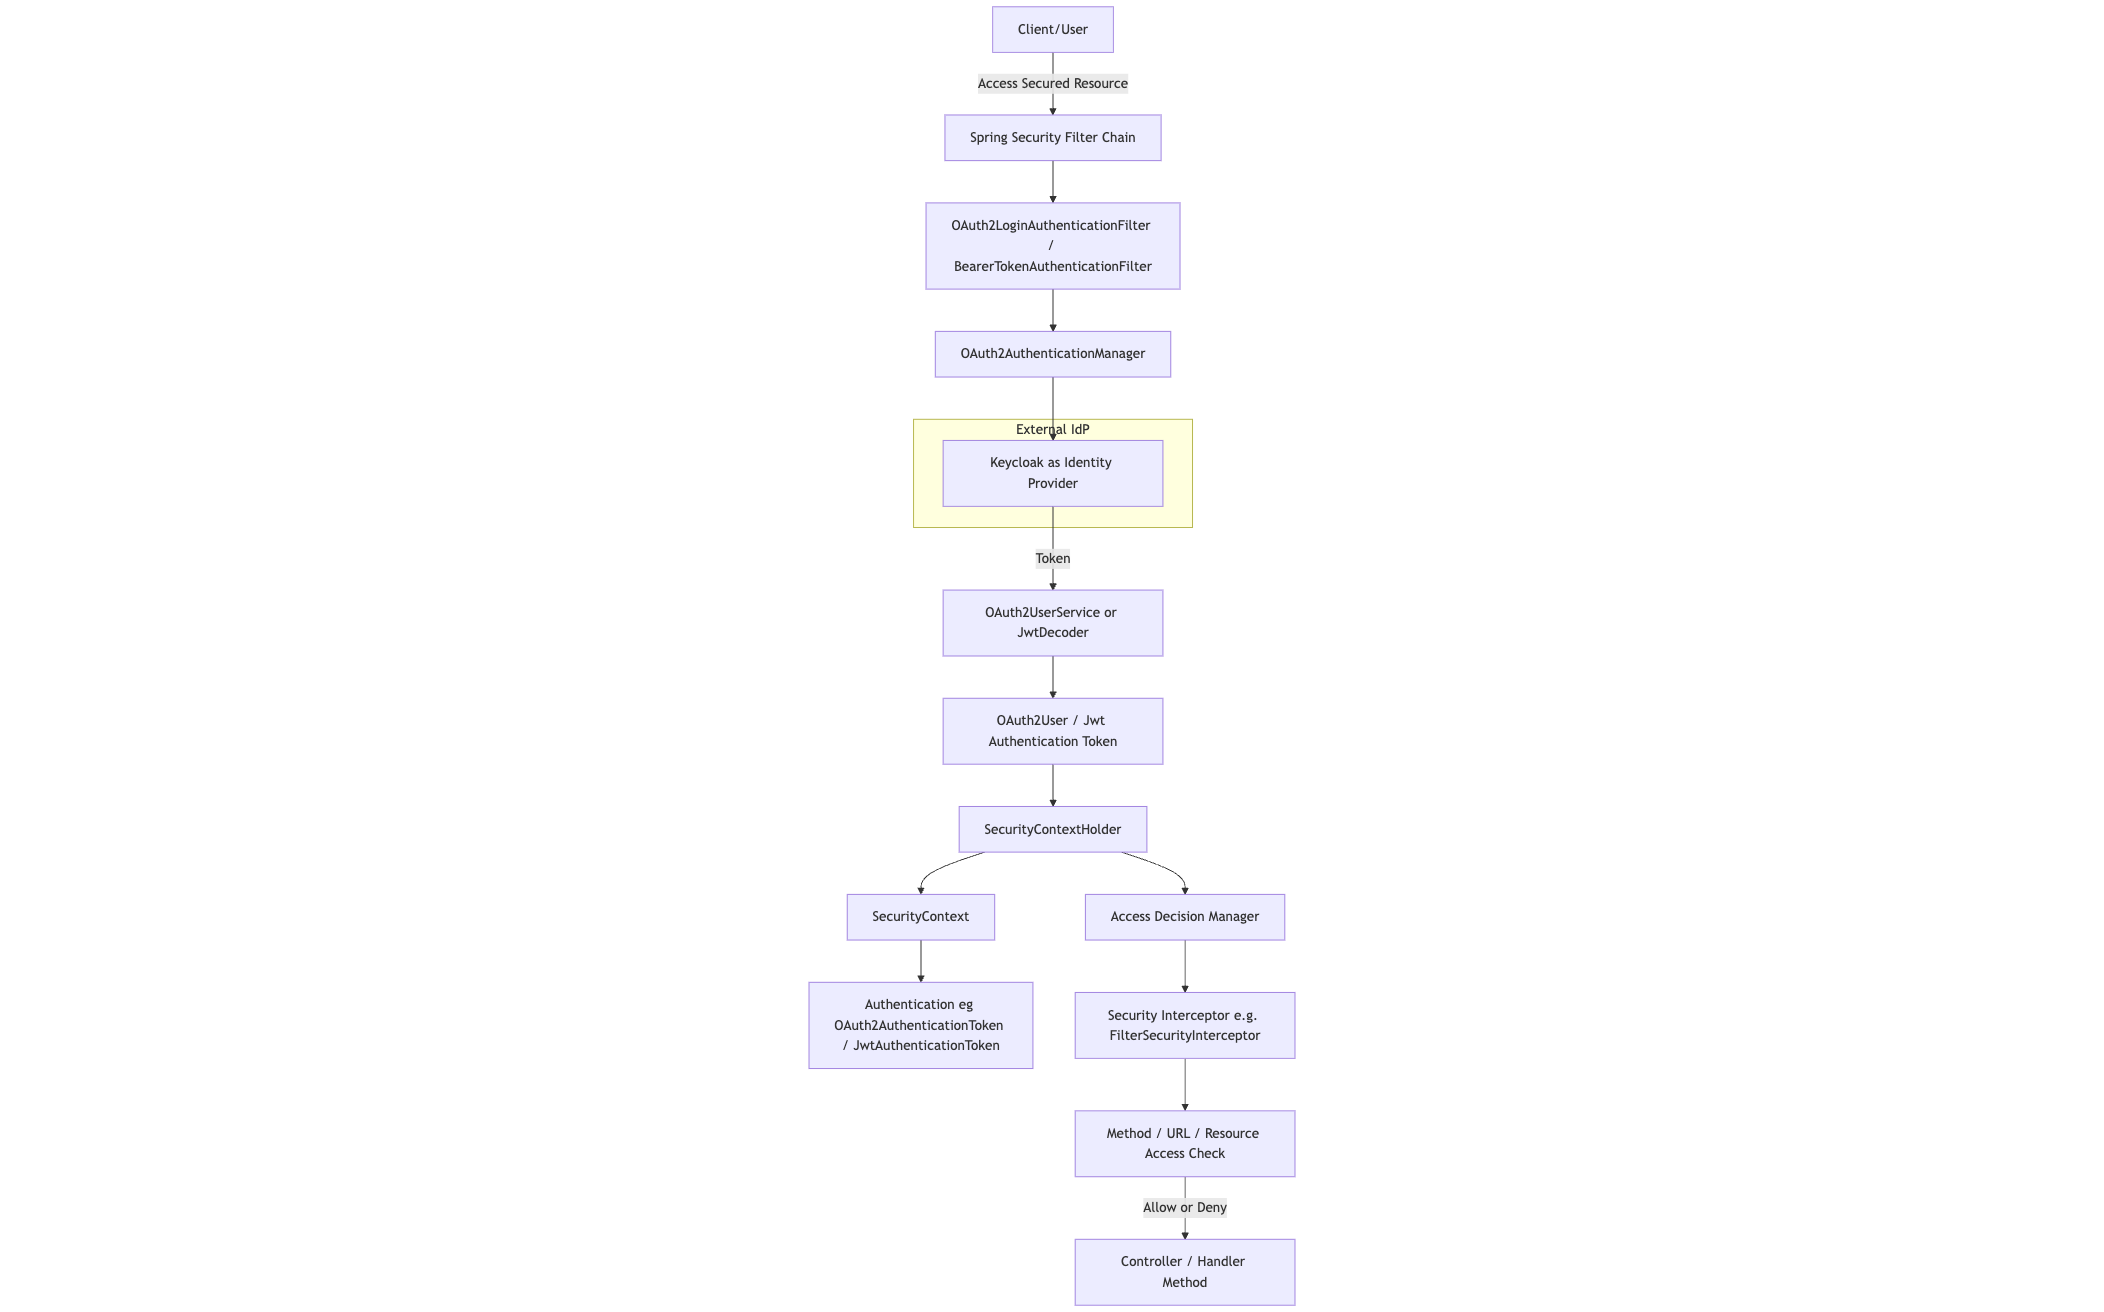 Client/User
Access Secured Resource
Spring Security Filter Chain
OAuth2LoginAuthenticationFilter
/
BearerTokenAuthenticationFilter
OAuth2AuthenticationManager
External IdP
Keycloak as Identity
Provider
Token
OAuth2UserService or
JwtDecoder
OAuth2User / Jwt
Authentication Token
SecurityContextHolder
SecurityContext
Access Decision Manager
Authentication eg
OAuth2AuthenticationToken
/ JwtAuthenticationToken
Security Interceptor e.g.
FilterSecurityInterceptor
Method / URL / Resource
Access Check
Allow or Deny
Controller / Handler
Method